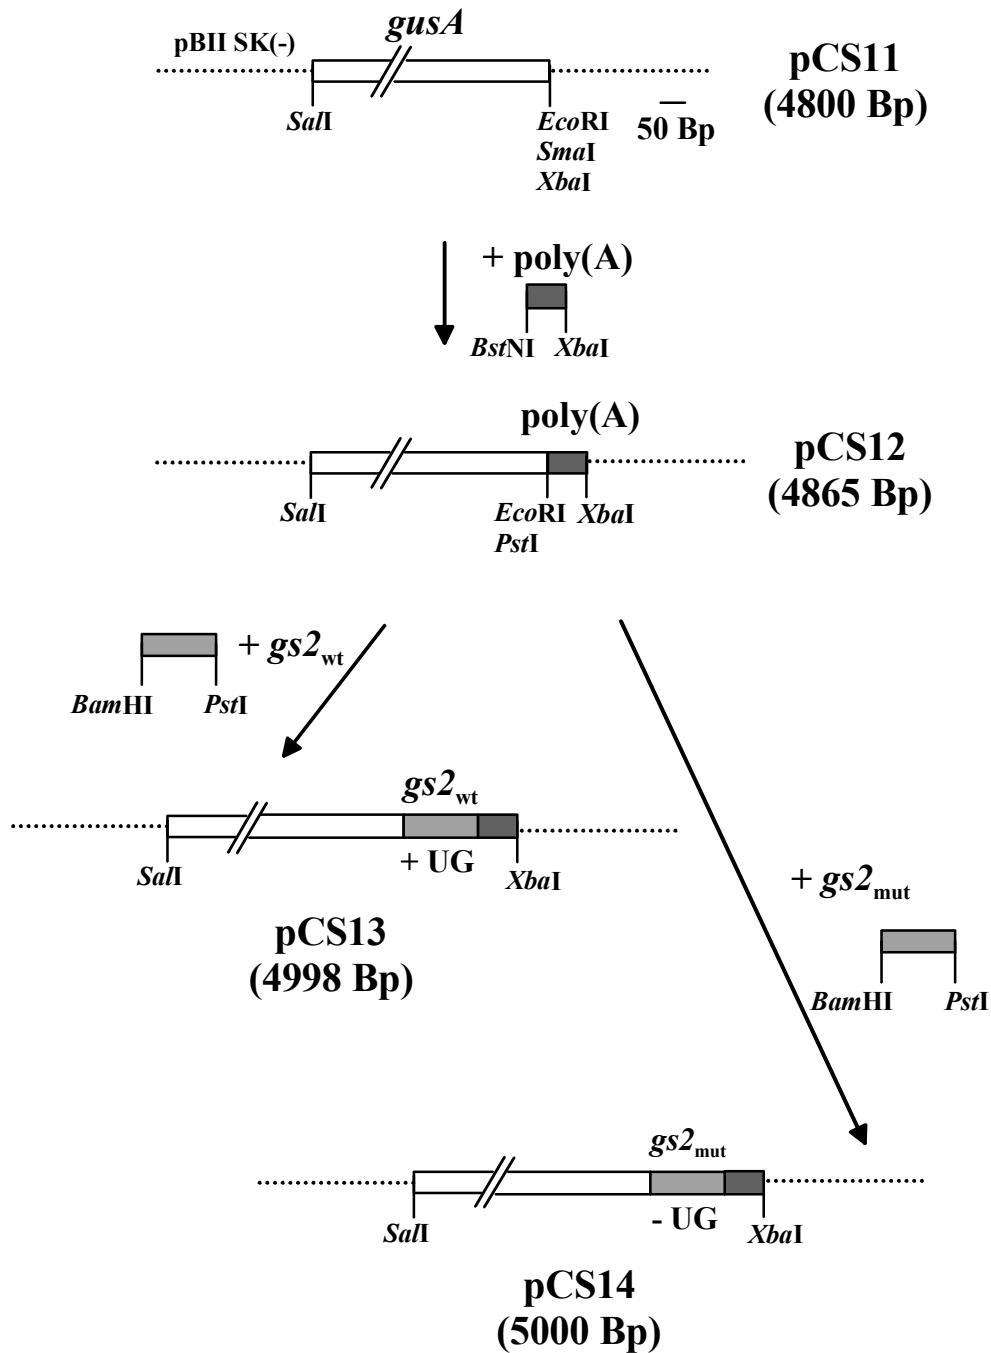 gusA
pBII SK(-)
pCS11
(4800 Bp)
SalI
EcoRI
SmaI
XbaI
50 Bp
+ poly(A)
BstNI XbaI
poly(A)
pCS12
(4865 Bp)
SalI
EcoRI XbaI
PstI
+ gs2wt
BamHI PstI
gs2wt
SalI
+ UG
XbaI
pCS13
(4998 Bp)
+ gs2mut
BamHI PstI
gs2mut
SalI
- UG
XbaI
pCS14
(5000 Bp)